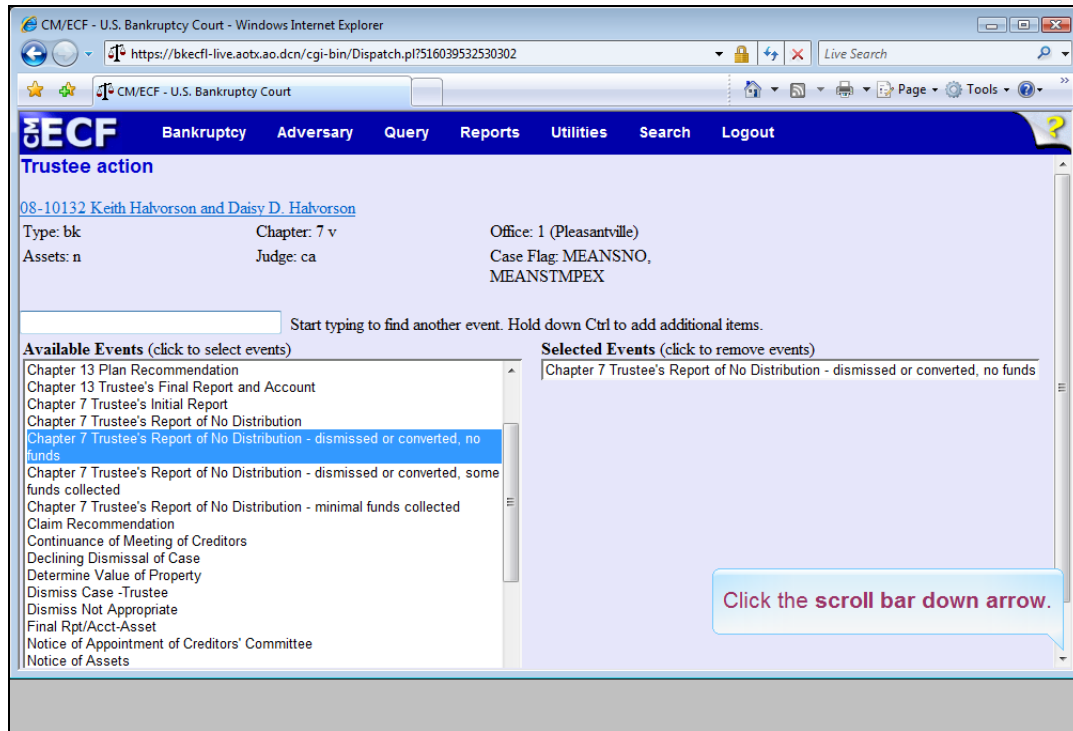 CM/ECF - U.S. Bankruptcy Court - Windows Internet Explorer
https://bkecfl-live.aotx.ao.dcn/cgi-bin/Dispatch.pl?516039532530302
Live Search
CM/ECF - U.S. Bankruptcy Court
Page Tools
CM ECF Bankruptcy Adversary Query Reports Utilities Search Logout ?
Trustee action
08-10132 Keith Halvorson and Daisy D. Halvorson
Type: bk Chapter: 7 v Office: 1 (Pleasantville)
Assets: n Judge: ca Case Flag: MEANSNO,
MEANSTMPEX
Start typing to find another event. Hold down Ctrl to add additional items.
Available Events (click to select events) Selected Events (click to remove events)
Chapter 13 Plan Recommendation Chapter 7 Trustee's Report of No Distribution - dismissed or converted, no funds
Chapter 13 Trustee's Final Report and Account
Chapter 7 Trustee's Initial Report
Chapter 7 Trustee's Report of No Distribution
Chapter 7 Trustee's Report of No Distribution - dismissed or converted, no
funds
Chapter 7 Trustee's Report of No Distribution - dismissed or converted, some
funds collected
Chapter 7 Trustee's Report of No Distribution - minimal funds collected
Claim Recommendation
Continuance of Meeting of Creditors
Declining Dismissal of Case
Determine Value of Property
Dismiss Case -Trustee
Dismiss Not Appropriate
Final Rpt/Acct-Asset
Notice of Appointment of Creditors' Committee
Notice of Assets
Click the scroll bar down arrow.